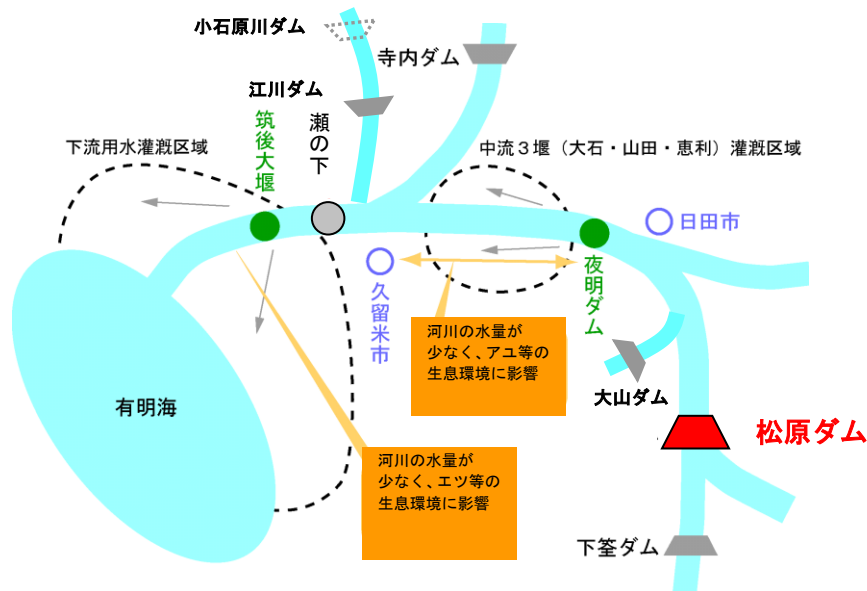 小石原川ダム
寺内ダム
江川ダム
筑後大堰
瀬の下
下流用水灌漑区域
中流３堰（大石・山田・恵利）灌漑区域
日田市
久留米市
夜明ダム
河川の水量が
少なく、アユ等の
生息環境に影響
大山ダム
有明海
松原ダム
河川の水量が
少なく、エツ等の
生息環境に影響
下筌ダム